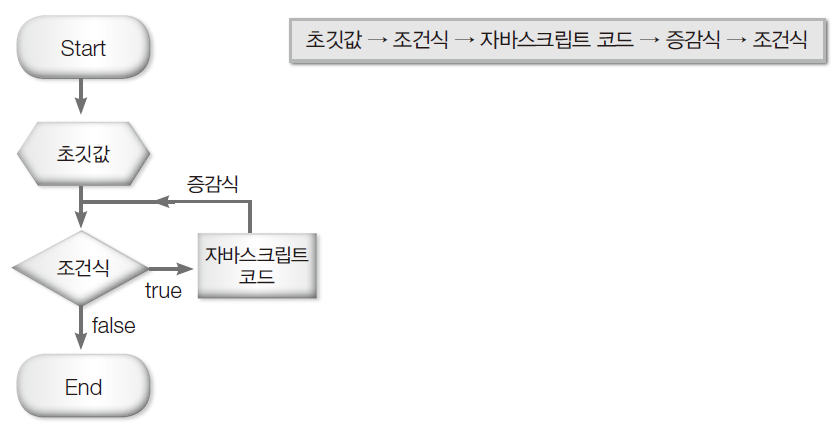 Start
초깃값 → 조건식 → 자바스크립트 코드 → 증감식 → 조건식
초깃값
증감식
조건식
자바스크립트
코드
true
false
End